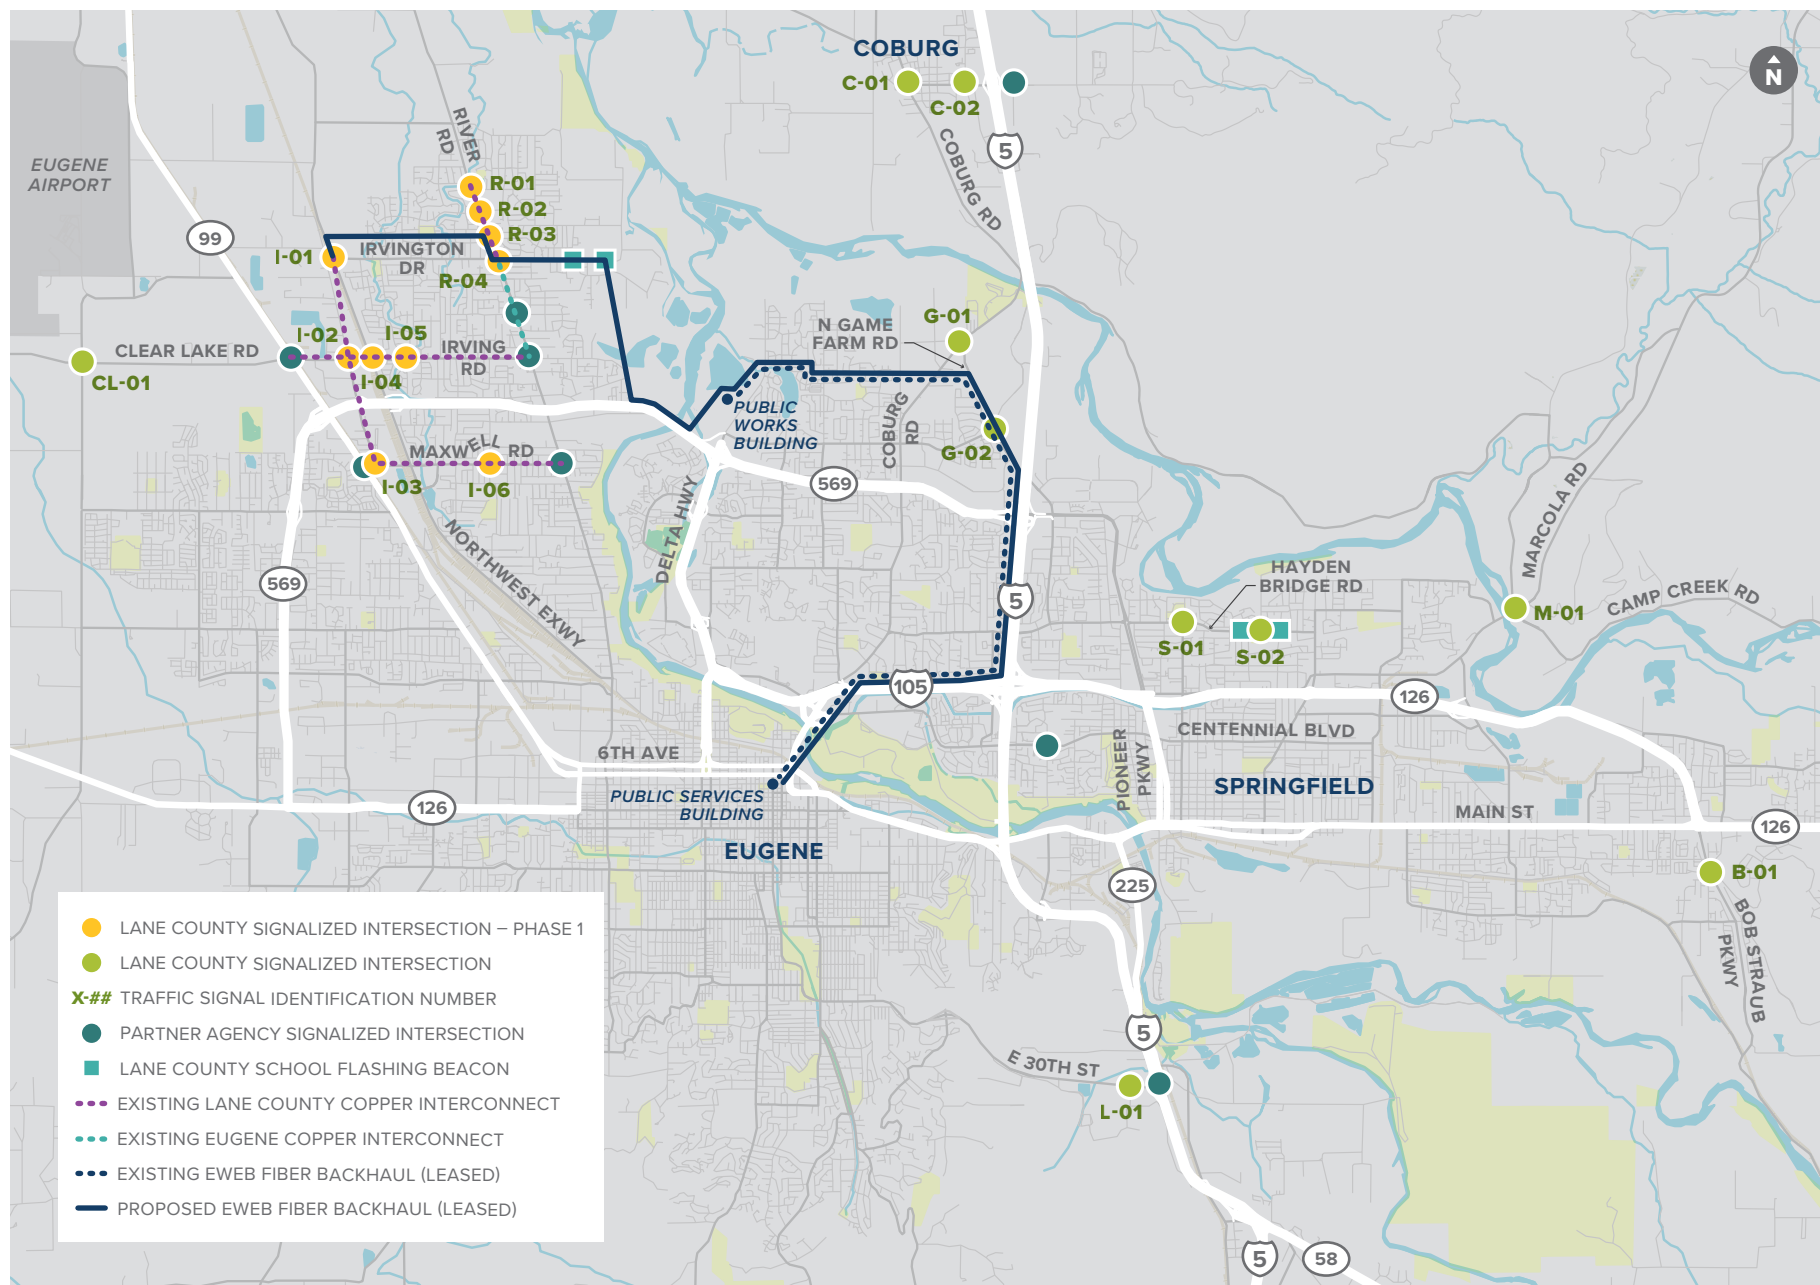 COBURG
N
C-01
C-02
RIVER
RD
5
COBURG RD
EUGENE
AIRPORT
R-01
R-02
R-03
99
I-01
IRVINGTON
DR
R-04
G-01
N GAME
FARM RD
I-02
I-05
CLEAR LAKE RD
IRVING
RD
CL-01
I-04
PUBLIC
WORKS
BUILDING
COBURG
RD
G-02
MAXWELL RD
I-03
I-06
569
DELTA HWY
MARCOLA RD
NORTHWEST EXWY
569
5
HAYDEN
BRIDGE RD
CAMP CREEK RD
M-01
S-01
S-02
105
126
CENTENNIAL BLVD
6TH AVE
PIONEER
PKWY
SPRINGFIELD
PUBLIC SERVICES
BUILDING
126
MAIN ST
126
EUGENE
225
B-01
BOB STRAUB
PKWY
5
E 30TH ST
L-01
5
58
LANE COUNTY SIGNALIZED INTERSECTION – PHASE 1
LANE COUNTY SIGNALIZED INTERSECTION
X-## TRAFFIC SIGNAL IDENTIFICATION NUMBER
PARTNER AGENCY SIGNALIZED INTERSECTION
LANE COUNTY SCHOOL FLASHING BEACON
EXISTING LANE COUNTY COPPER INTERCONNECT
EXISTING EUGENE COPPER INTERCONNECT
EXISTING EWEB FIBER BACKHAUL (LEASED)
PROPOSED EWEB FIBER BACKHAUL (LEASED)